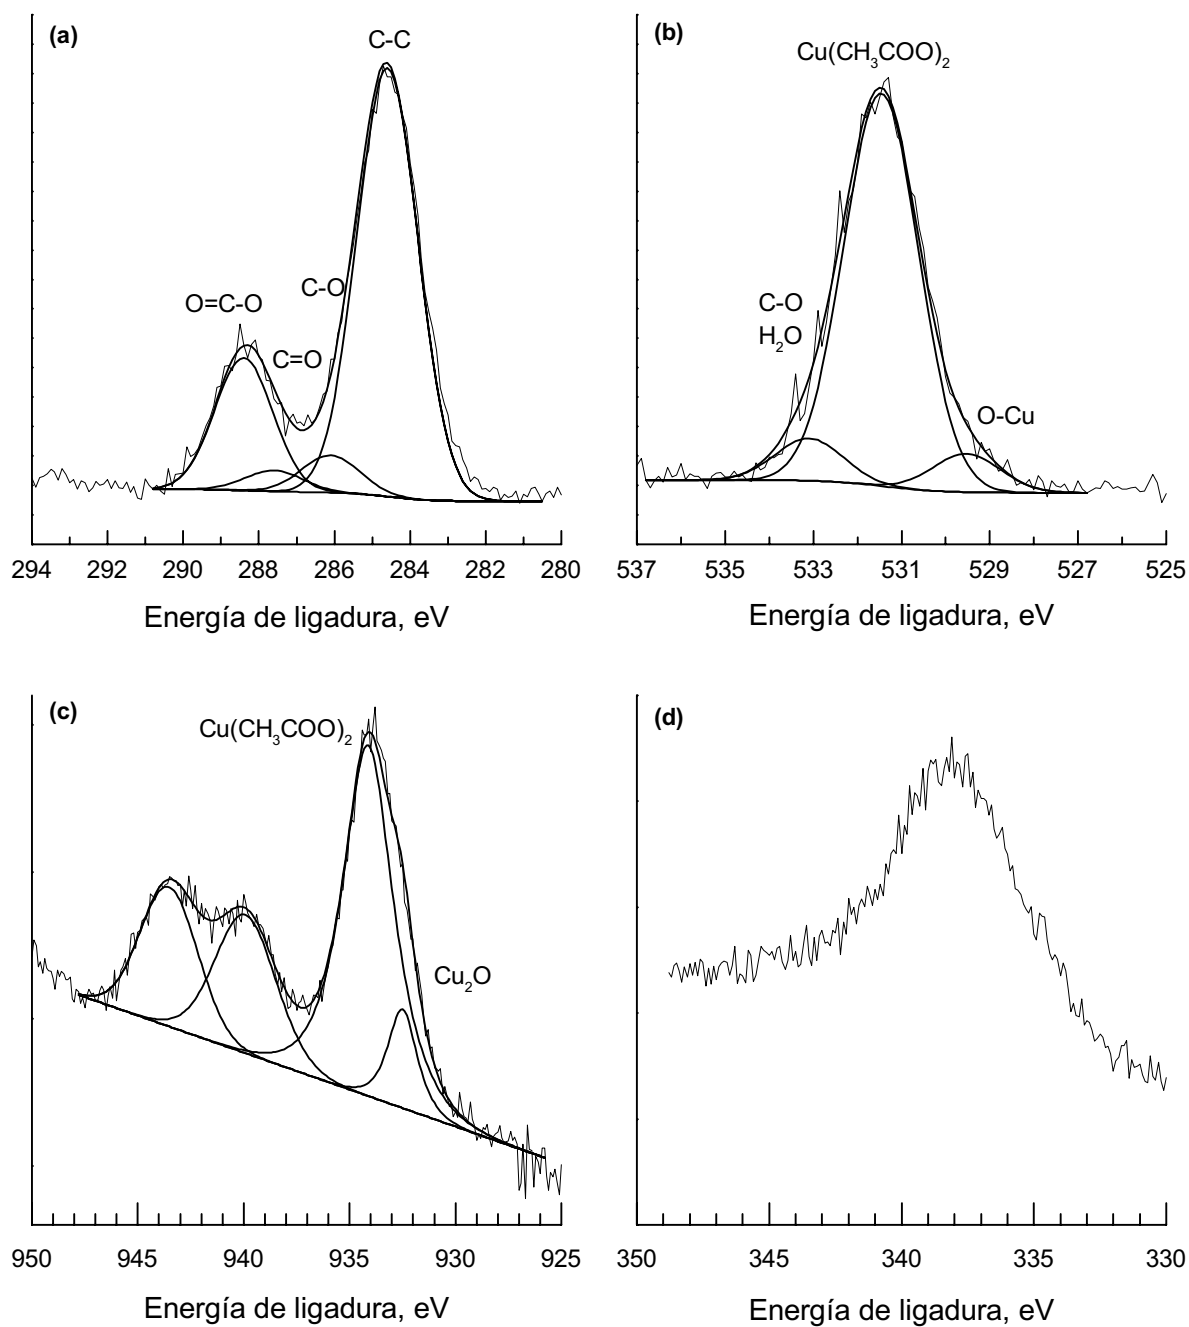 (a)
C-C
C-O
O=C-O
C=O
294 292 290 288 286 284 282 280
Energía de ligadura, eV
(b)
Cu(CH₃COO)₂
C-O
H₂O
O-Cu
537 535 533 531 529 527 525
Energía de ligadura, eV
(c)
Cu(CH₃COO)₂
Cu₂O
950 945 940 935 930 925
Energía de ligadura, eV
(d)
350 345 340 335 330
Energía de ligadura, eV